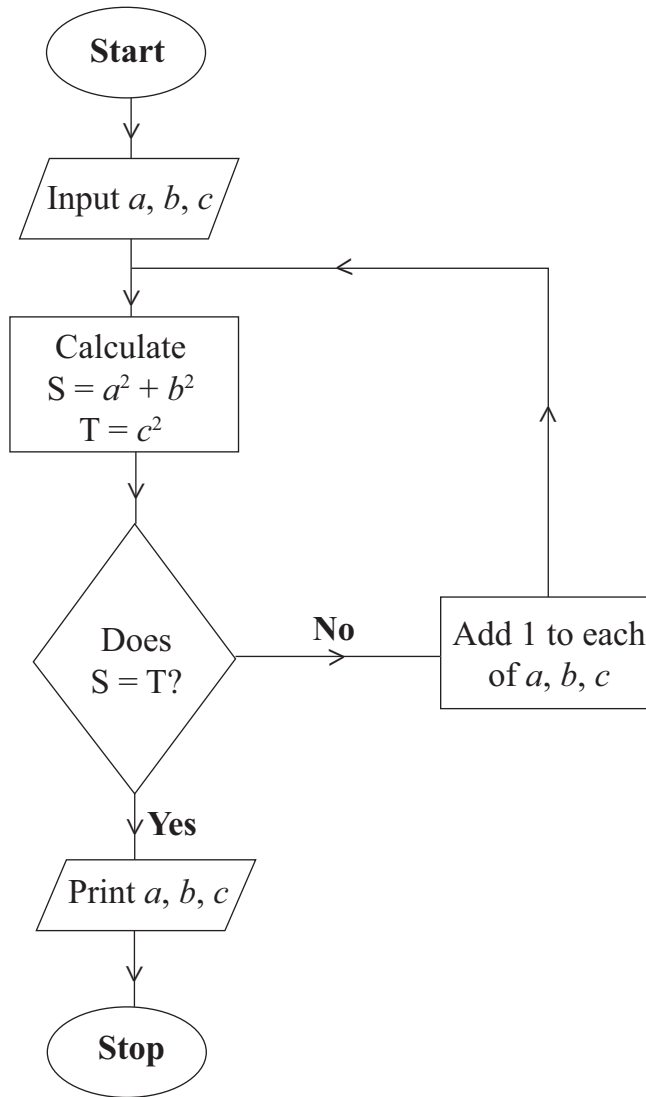 Start
Input a, b, c
Calculate
S = a² + b²
T = c²
Does
S = T?
No
Add 1 to each
of a, b, c
Yes
Print a, b, c
Stop